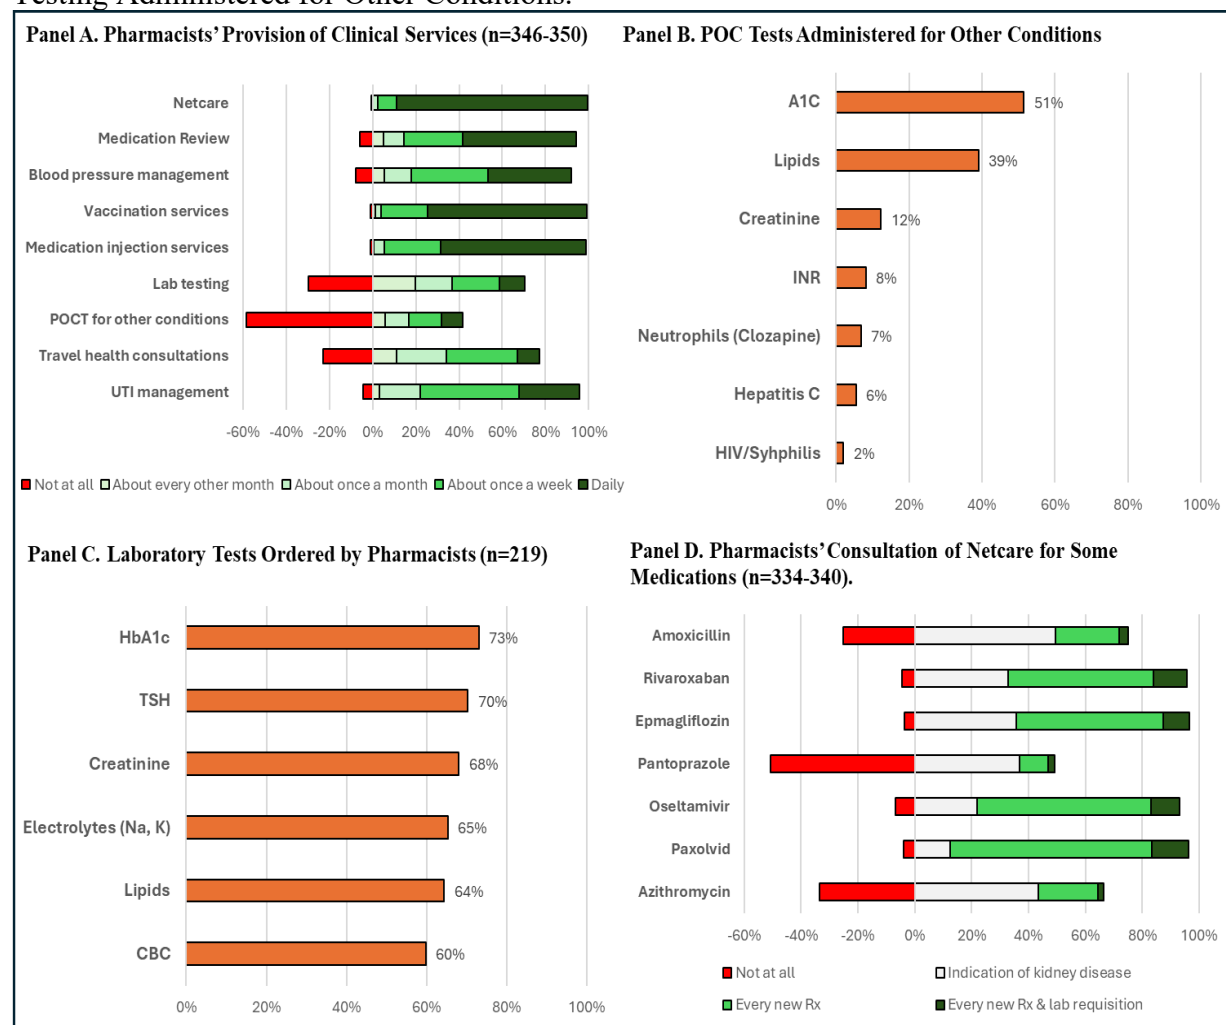 Testing Administered for Other Conditions.
Panel A. Pharmacists' Provision of Clinical Services (n=346-350)
Netcare
Medication Review
Blood pressure management
Vaccination services
Medication injection services
Lab testing
POCT for other conditions
Travel health consultations
UTI management
-60% -40% -20% 0% 20% 40% 60% 80% 100%
Not at all About every other month About once a month About once a week Daily
Panel B. POC Tests Administered for Other Conditions
A1C 51%
Lipids 39%
Creatinine 12%
INR 8%
Neutrophils (Clozapine) 7%
Hepatitis C 6%
HIV/Syhphilis 2%
0% 20% 40% 60% 80% 100%
Panel C. Laboratory Tests Ordered by Pharmacists (n=219)
HbA1c 73%
TSH 70%
Creatinine 68%
Electrolytes (Na, K) 65%
Lipids 64%
CBC 60%
0% 20% 40% 60% 80% 100%
Panel D. Pharmacists' Consultation of Netcare for Some
Medications (n=334-340).
Amoxicillin
Rivaroxaban
Epmagliflozin
Pantoprazole
Oseltamivir
Paxolvid
Azithromycin
-60% -40% -20% 0% 20% 40% 60% 80% 100%
Not at all Indication of kidney disease
Every new Rx Every new Rx & lab requisition